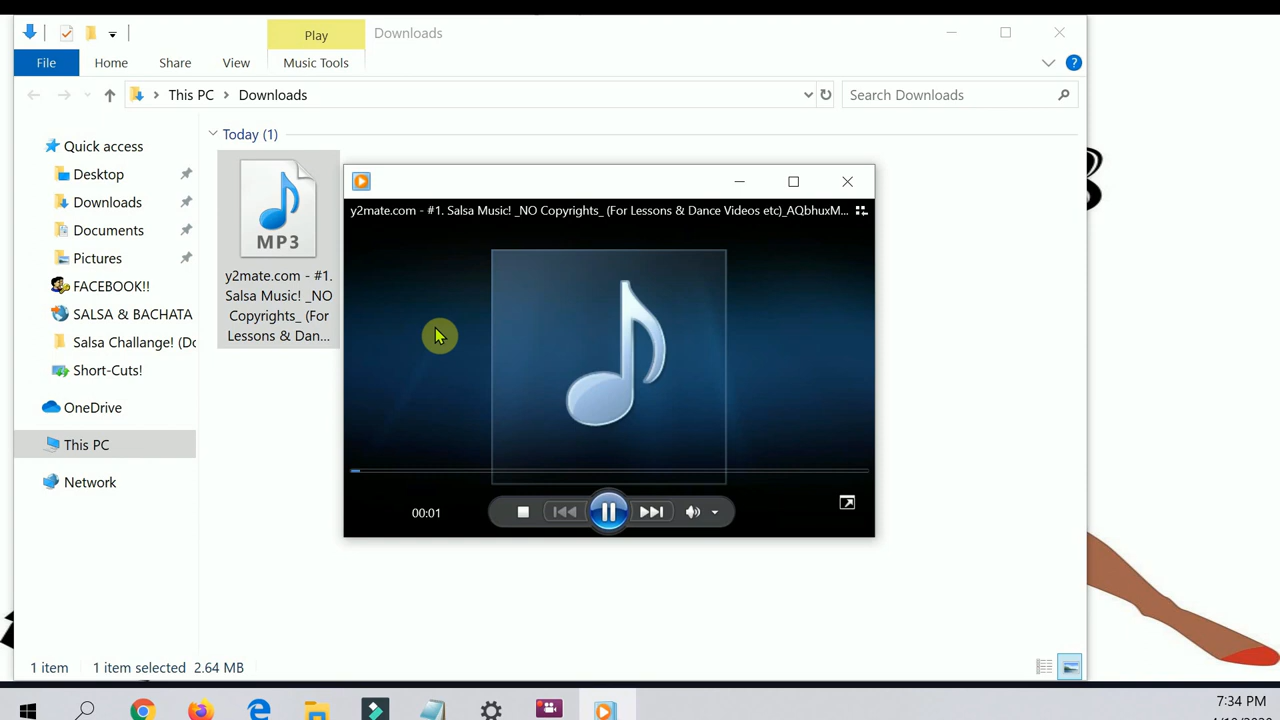 Play
Downloads
File
Home
Share
View
Music Tools
This PC
Downloads
Search Downloads
Quick access
Desktop
Downloads
Documents
Pictures
FACEBOOK!!
SALSA & BACHATA
Salsa Challange! (Dc
Short-Cuts!
OneDrive
This PC
Network
Today (1)
MP3
y2mate.com - #1.
Salsa Music! _NO
Copyrights_ (For
Lessons & Dan...
y2mate.com - #1. Salsa Music! _NO Copyrights_ (For Lessons & Dance Videos etc)_AQbhuxM...
00:01
1 item
1 item selected 2.64 MB
7:34 PM